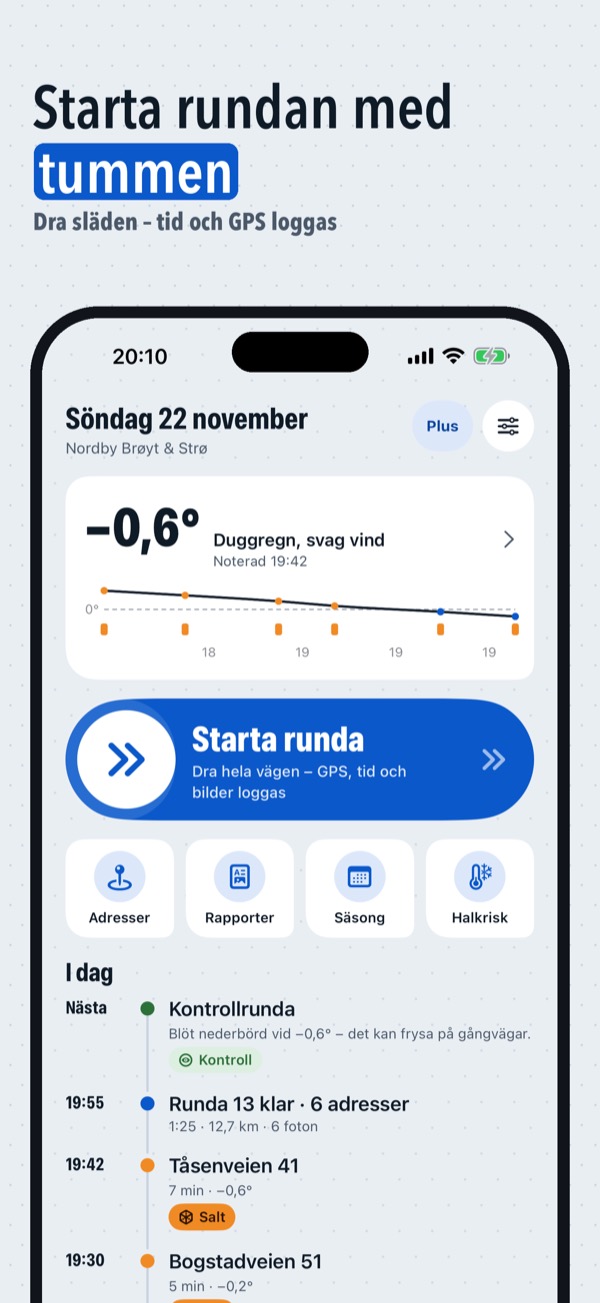 Starta rundan med
tummen
Dra släden – tid och GPS loggas
20:10
Söndag 22 november
Plus
Nordby Brøyt & Strø
−0,6°
Duggregn, svag vind
Noterad 19:42
0°
18 19 19 19
Starta runda
Dra hela vägen – GPS, tid och
bilder loggas
Adresser Rapporter Säsong Halkrisk
I dag
Nästa Kontrollrunda
Blöt nederbörd vid −0,6° – det kan frysa på gångvägar.
Kontroll
19:55 Runda 13 klar · 6 adresser
1:25 · 12,7 km · 6 foton
19:42 Tåsenveien 41
7 min · −0,6°
Salt
19:30 Bogstadveien 51
5 min · −0,2°